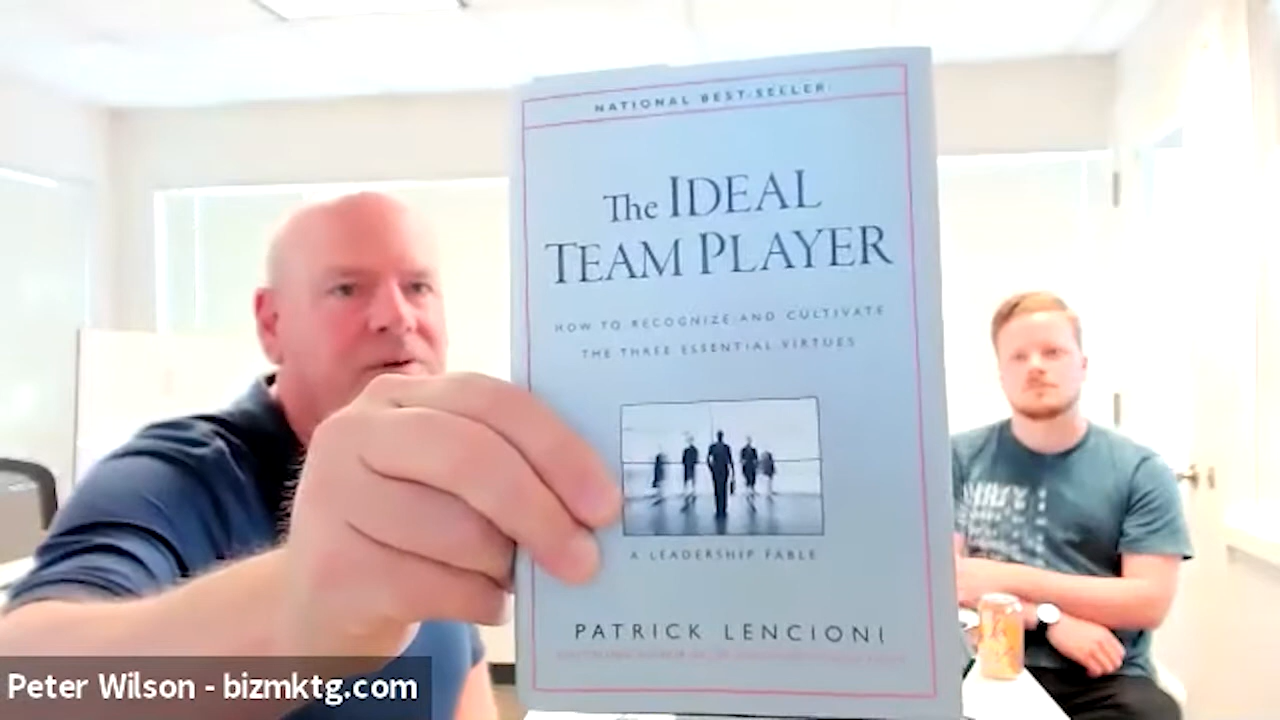 NATIONAL BEST-SELLER
The IDEAL
TEAM PLAYER
HOW TO RECOGNIZE AND CULTIVATE
THE THREE ESSENTIAL VIRTUES
A LEADERSHIP FABLE
PATRICK LENCIONI
Peter Wilson - bizmktg.com